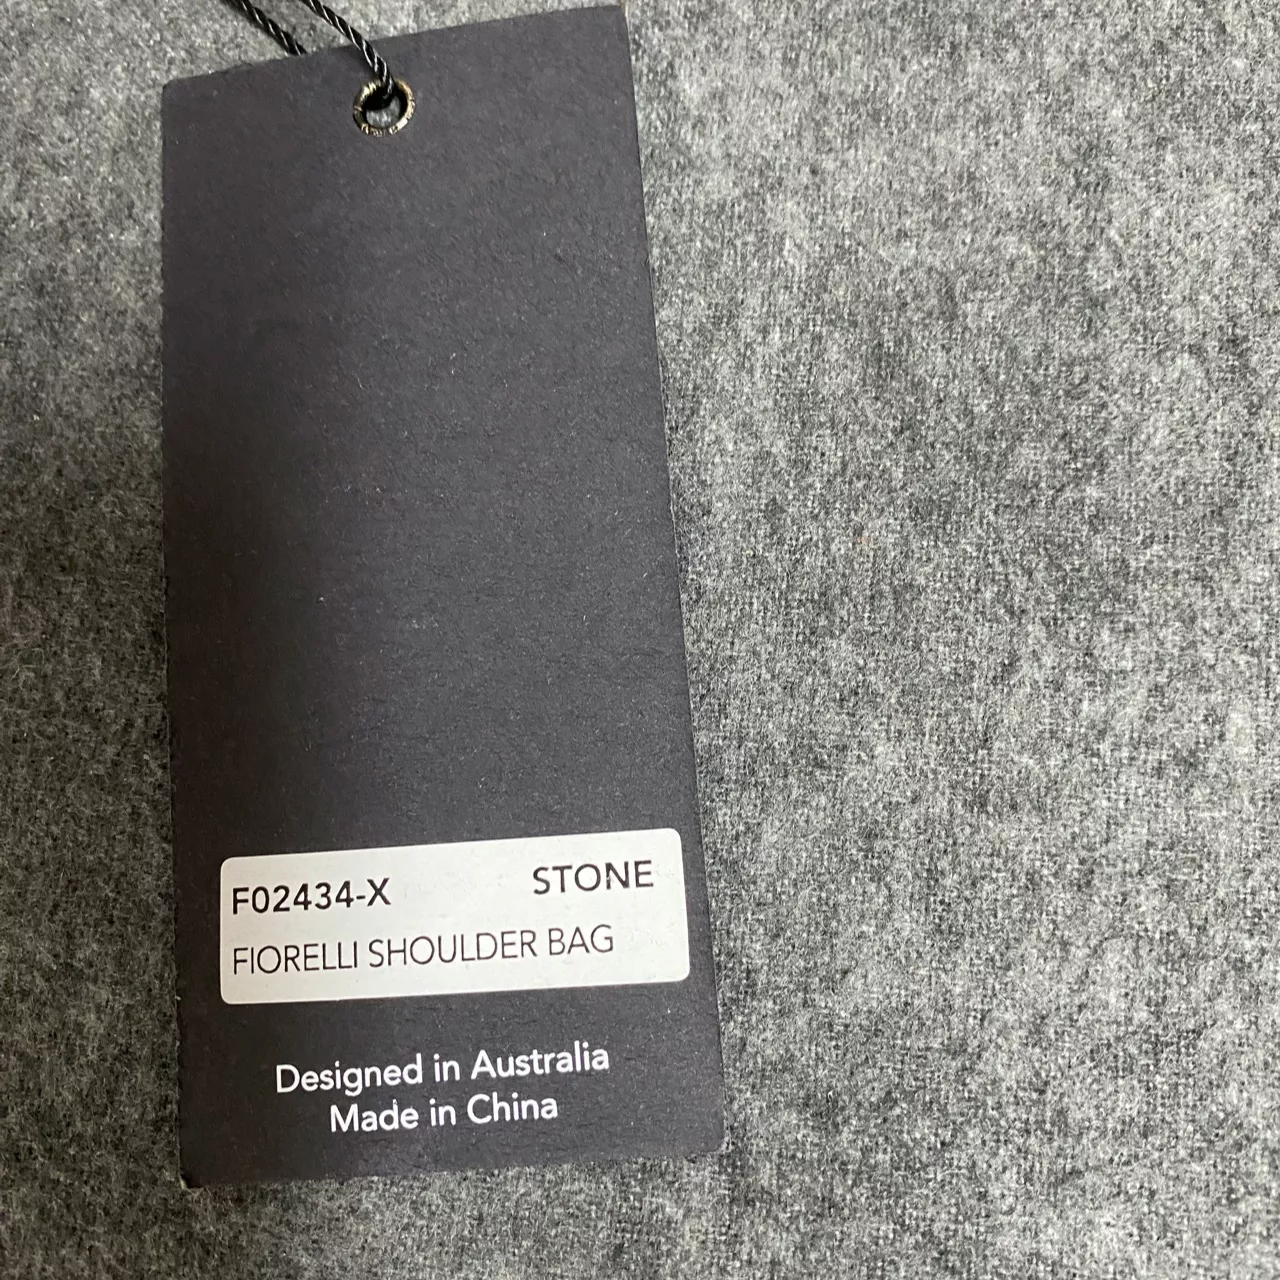 F02434-X STONE
FIORELLI SHOULDER BAG
Designed in Australia
Made in China